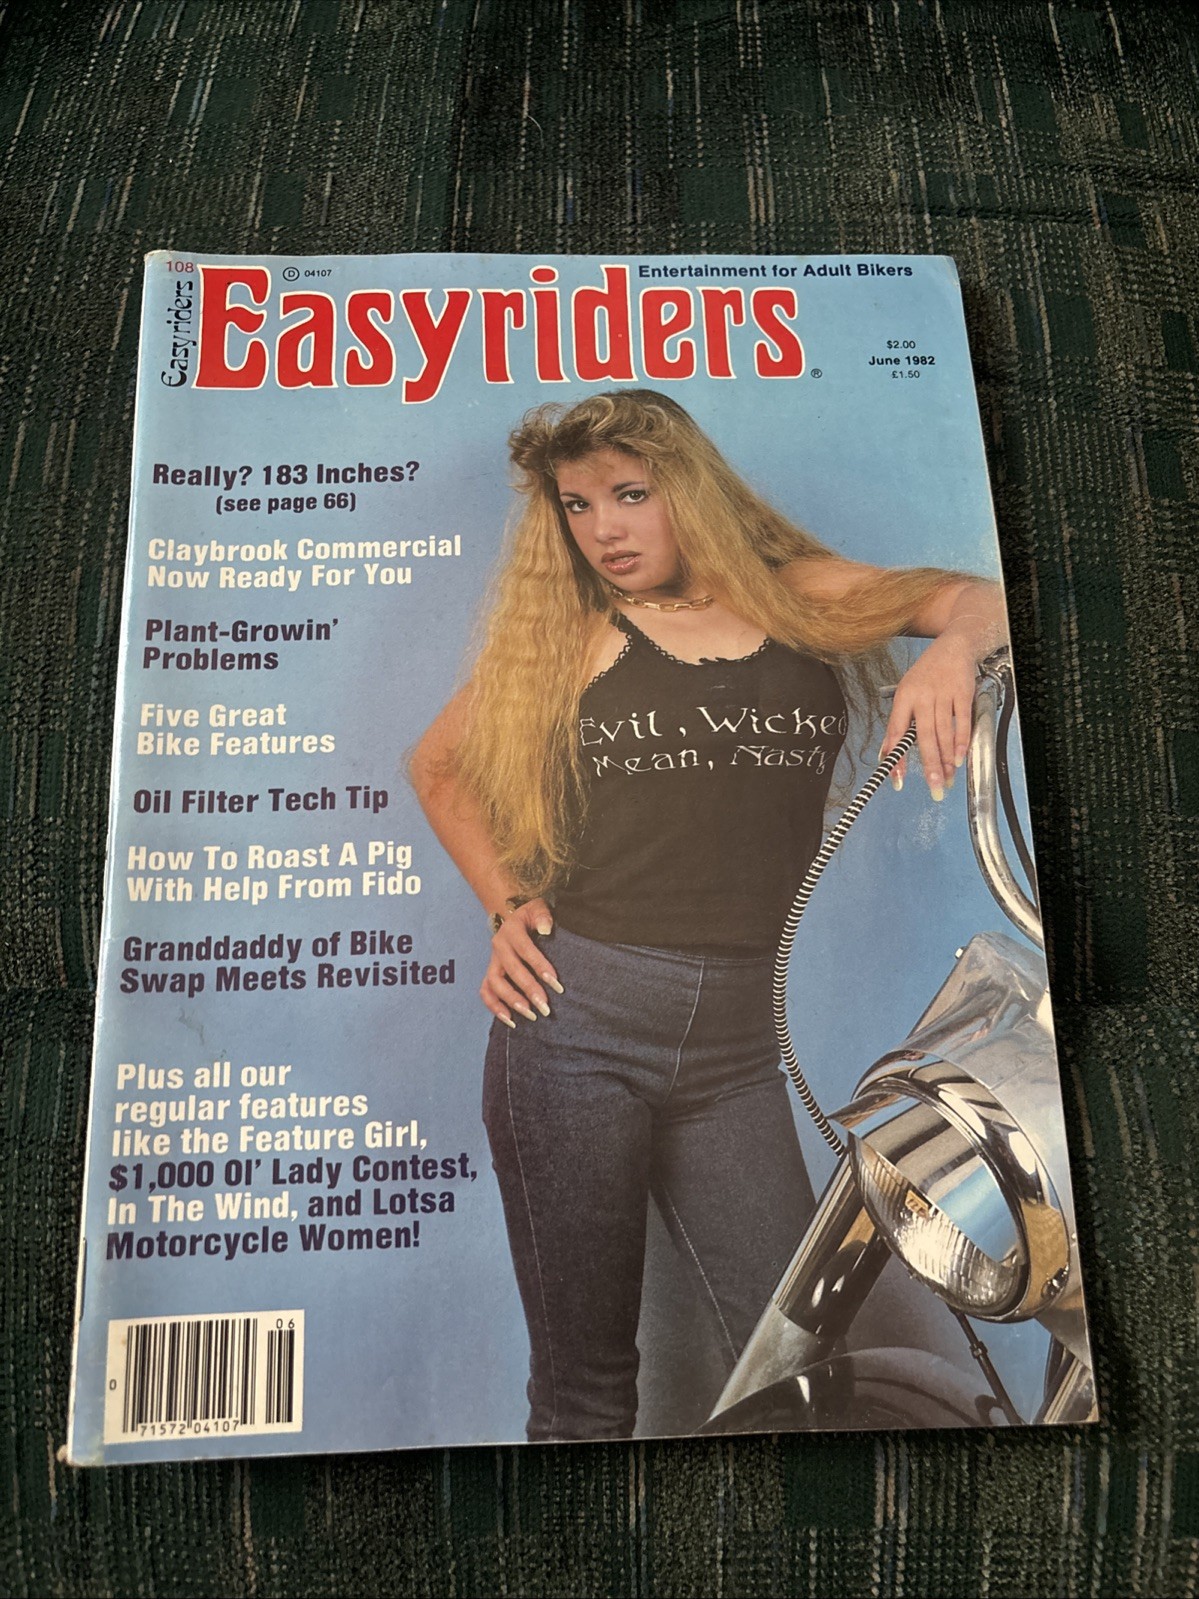 108
Easyriders
Ⓓ 04107
Entertainment for Adult Bikers
Easyriders®
$2.00
June 1982
£1.50
Really? 183 Inches?
(see page 66)
Claybrook Commercial
Now Ready For You
Plant-Growin'
Problems
Five Great
Bike Features
Oil Filter Tech Tip
How To Roast A Pig
With Help From Fido
Granddaddy of Bike
Swap Meets Revisited
Plus all our
regular features
like the Feature Girl,
$1,000 Ol' Lady Contest,
In The Wind, and Lotsa
Motorcycle Women!
Evil, Wicked
Mean, Nasty
06
0
71572 04107